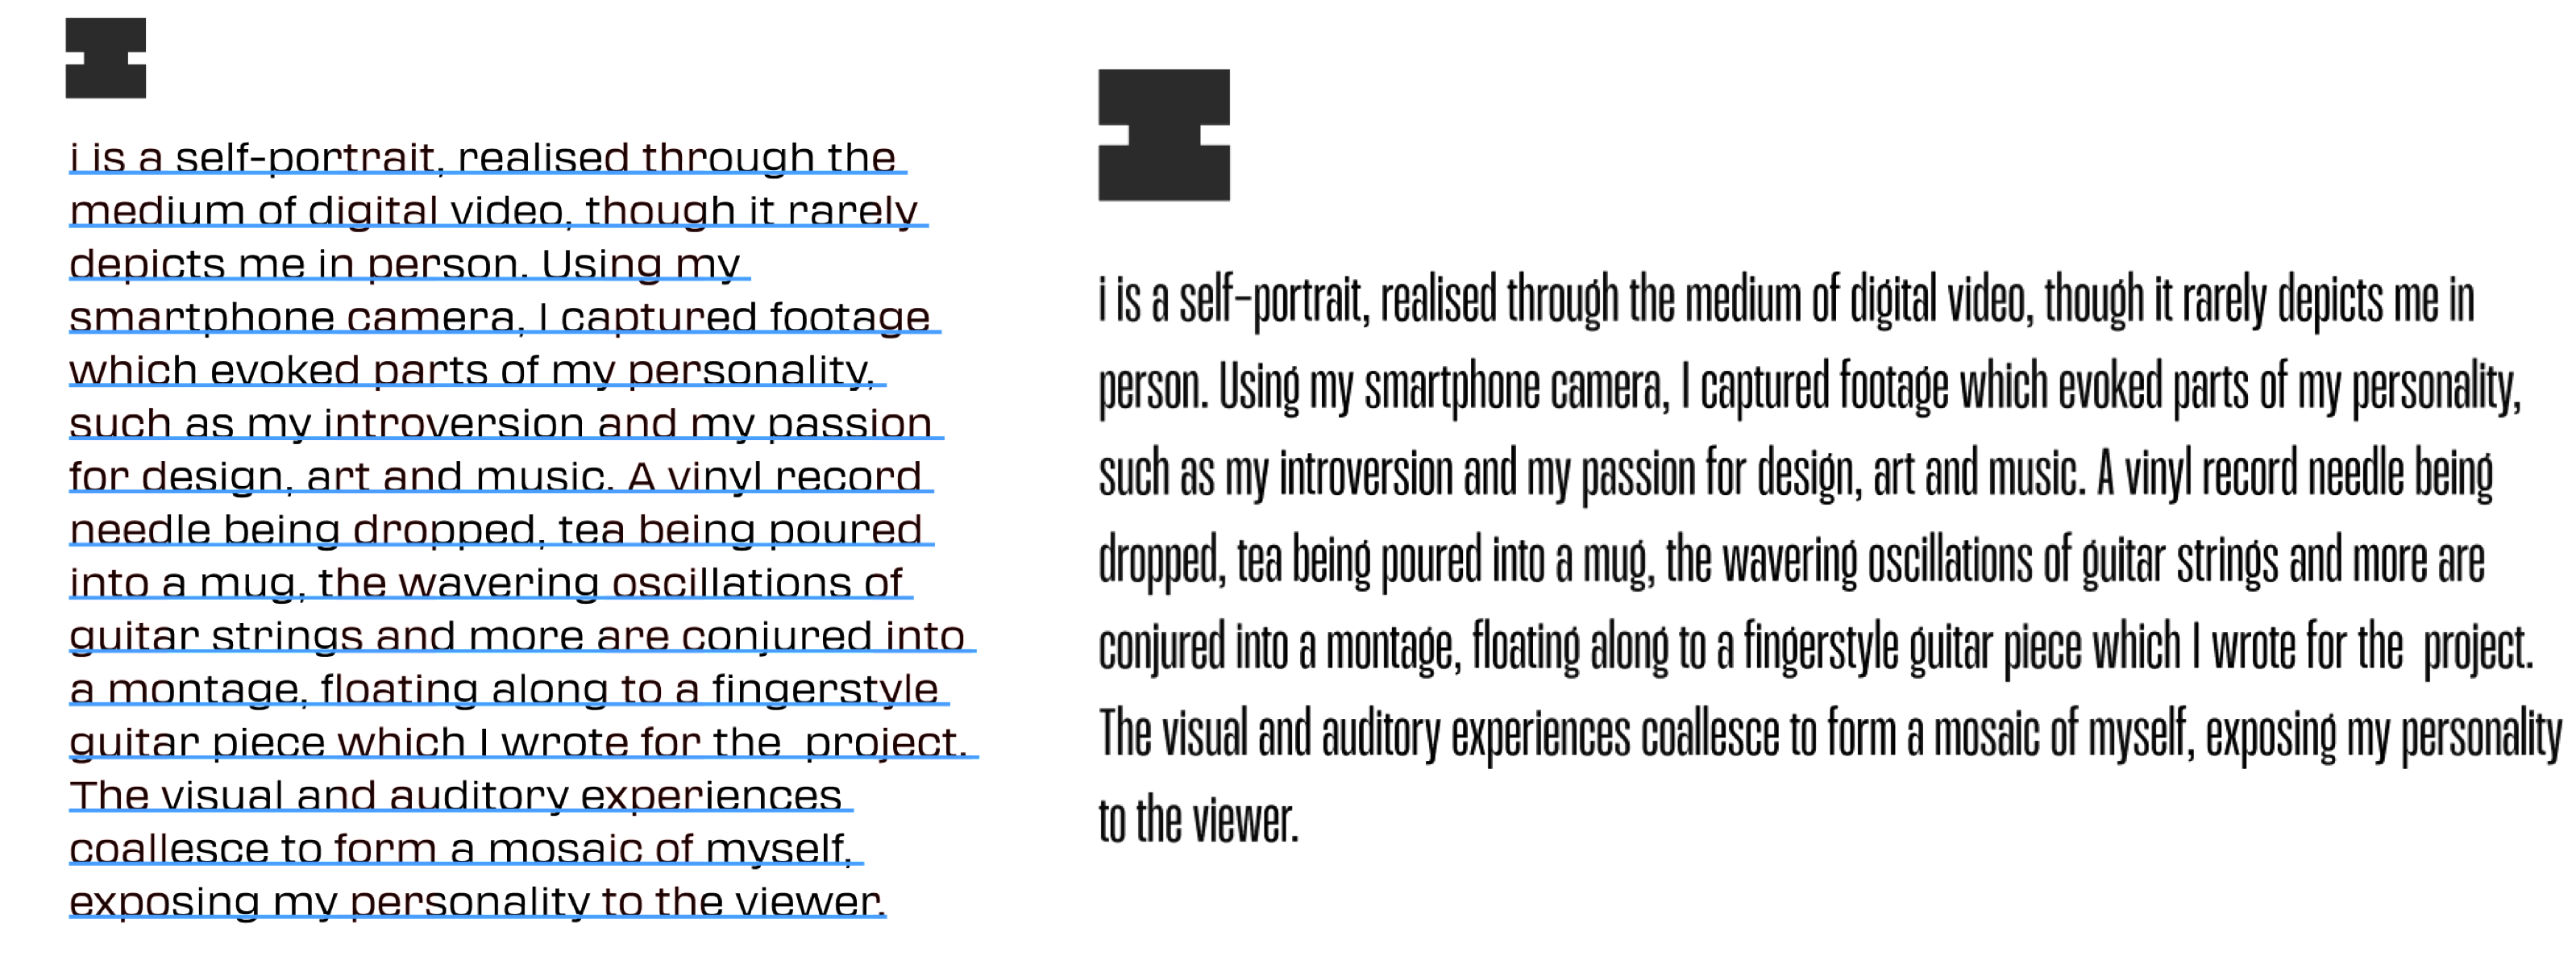 i is a self-portrait, realised through the
medium of digital video, though it rarely
depicts me in person. Using my
smartphone camera, I captured footage
which evoked parts of my personality,
such as my introversion and my passion
for design, art and music. A vinyl record
needle being dropped, tea being poured
into a mug, the wavering oscillations of
guitar strings and more are conjured into
a montage, floating along to a fingerstyle
guitar piece which I wrote for the  project.
The visual and auditory experiences
coallesce to form a mosaic of myself,
exposing my personality to the viewer.
i is a self-portrait, realised through the medium of digital video, though it rarely depicts me in
person. Using my smartphone camera, I captured footage which evoked parts of my personality,
such as my introversion and my passion for design, art and music. A vinyl record needle being
dropped, tea being poured into a mug, the wavering oscillations of guitar strings and more are
conjured into a montage, floating along to a fingerstyle guitar piece which I wrote for the  project.
The visual and auditory experiences coallesce to form a mosaic of myself, exposing my personality
to the viewer.